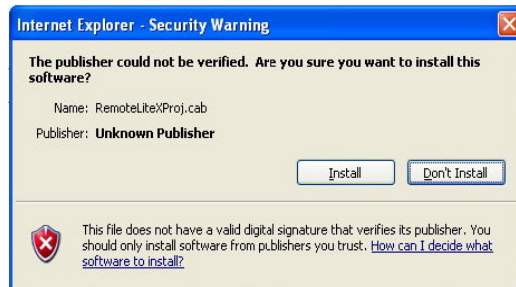 Internet Explorer - Security Warning
The publisher could not be verified. Are you sure you want to install this
software?
Name: RemoteLiteXProj.cab
Publisher: Unknown Publisher
Install Don't Install
This file does not have a valid digital signature that verifies its publisher. You
should only install software from publishers you trust. How can I decide what
software to install?